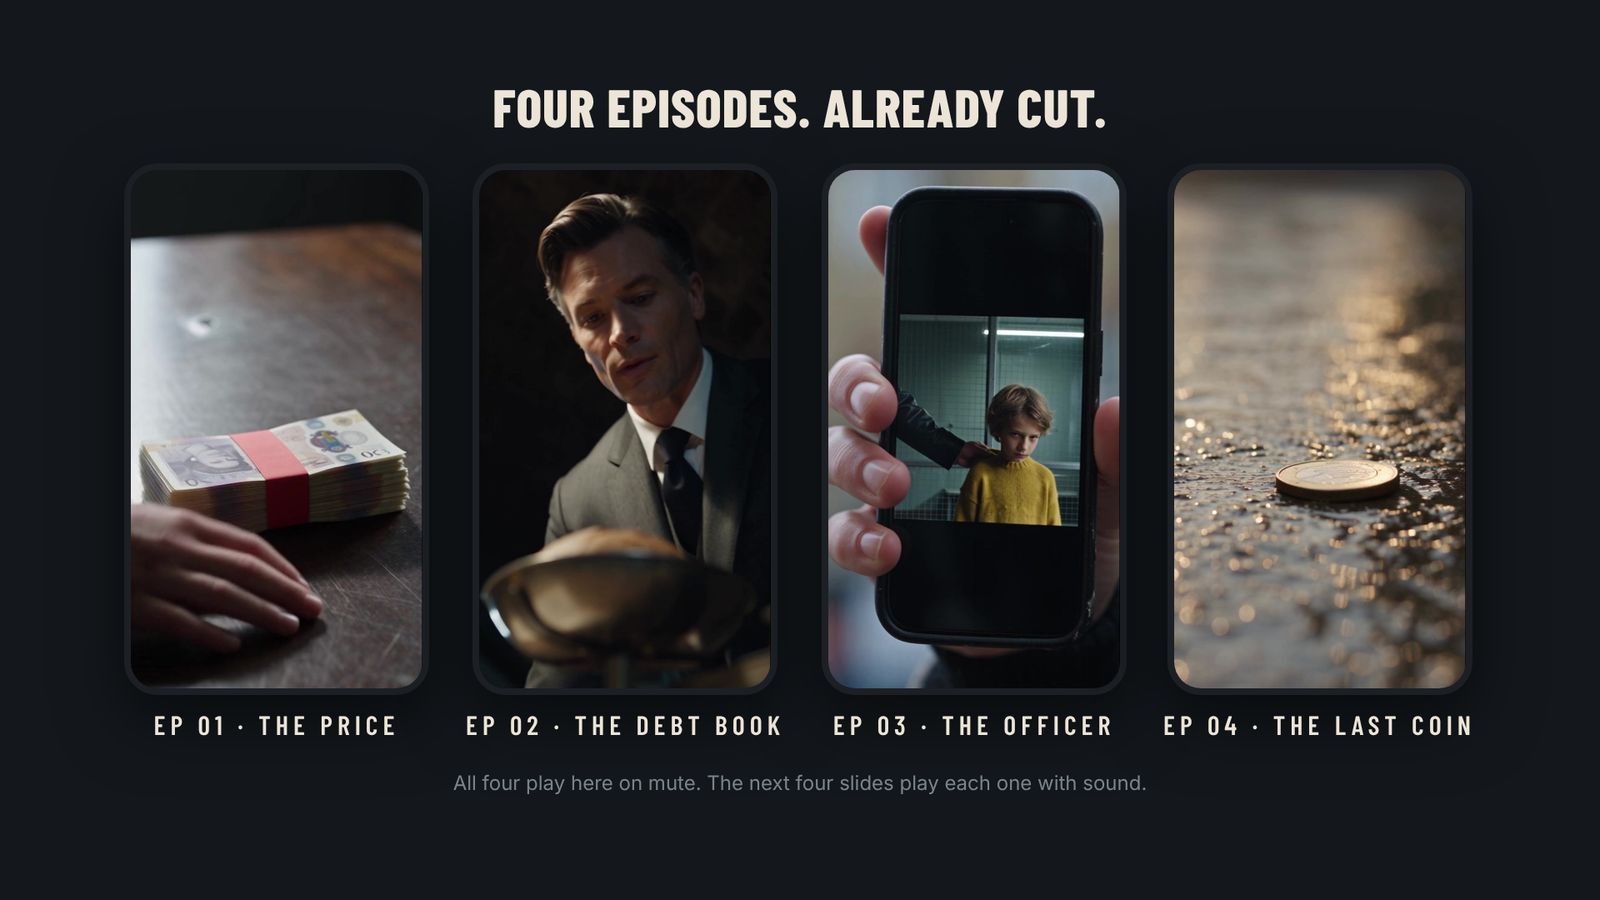 FOUR EPISODES. ALREADY CUT.
EP 01 · THE PRICE
EP 02 · THE DEBT BOOK
EP 03 · THE OFFICER
EP 04 · THE LAST COIN
All four play here on mute. The next four slides play each one with sound.